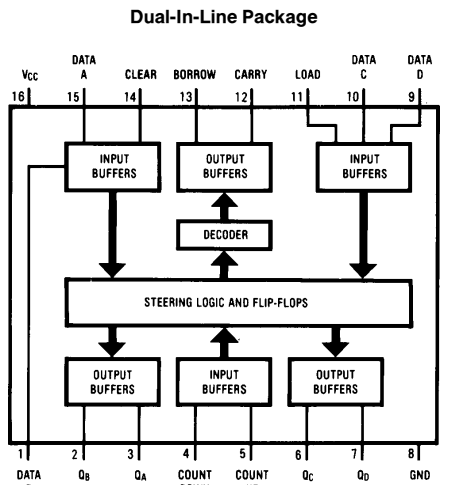 Dual-In-Line Package
DATA DATA DATA
VCC A CLEAR BORROW CARRY LOAD C D
16 15 14 13 12 11 10 9
INPUT BUFFERS
OUTPUT BUFFERS
INPUT BUFFERS
DECODER
STEERING LOGIC AND FLIP-FLOPS
OUTPUT BUFFERS
INPUT BUFFERS
OUTPUT BUFFERS
1 2 3 4 5 6 7 8
DATA QB QA COUNT COUNT QC QD GND